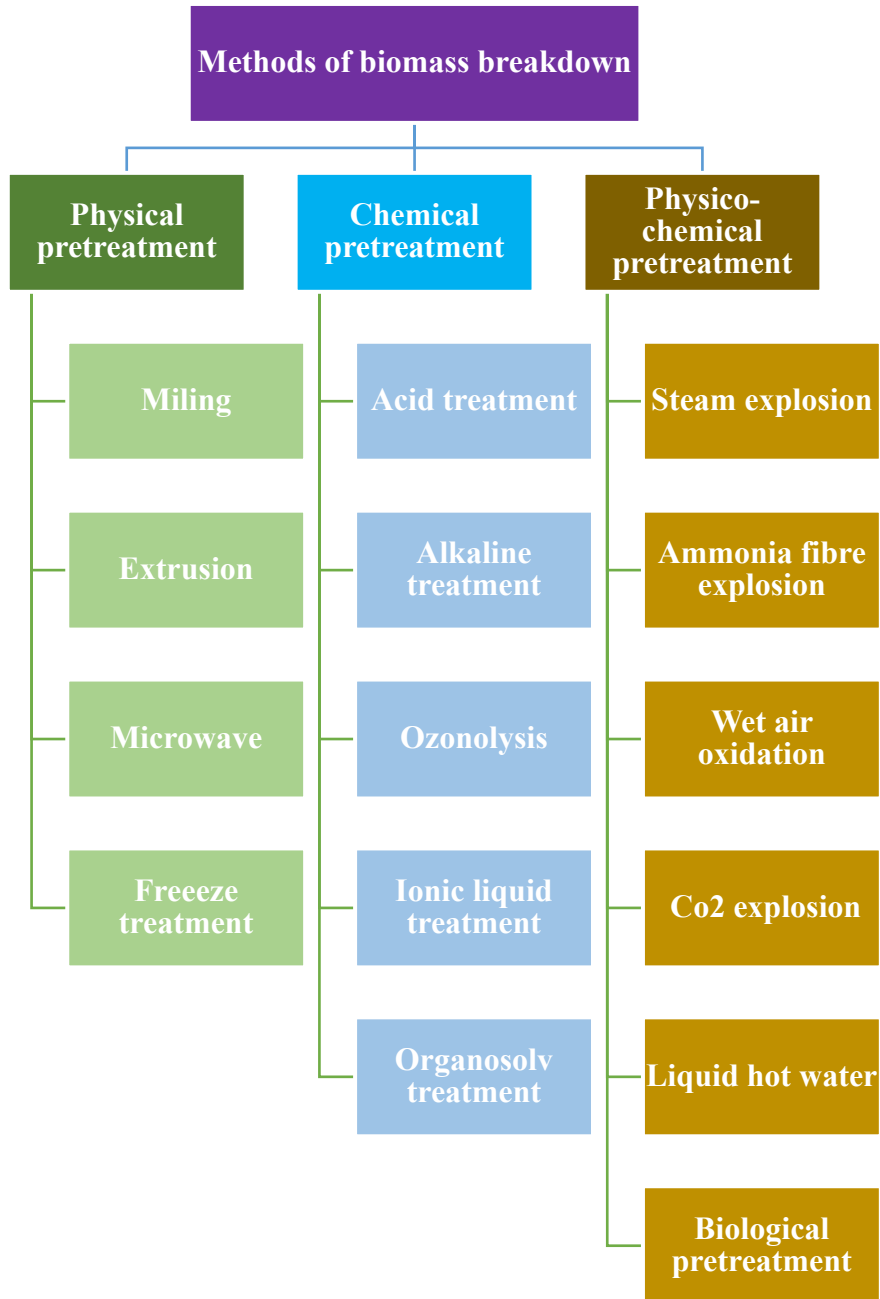 Methods of biomass breakdown
Physical
pretreatment
Miling
Extrusion
Microwave
Freeeze
treatment
Chemical
pretreatment
Acid treatment
Alkaline
treatment
Ozonolysis
Ionic liquid
treatment
Organosolv
treatment
Physico-
chemical
pretreatment
Steam explosion
Ammonia fibre
explosion
Wet air
oxidation
Co2 explosion
Liquid hot water
Biological
pretreatment